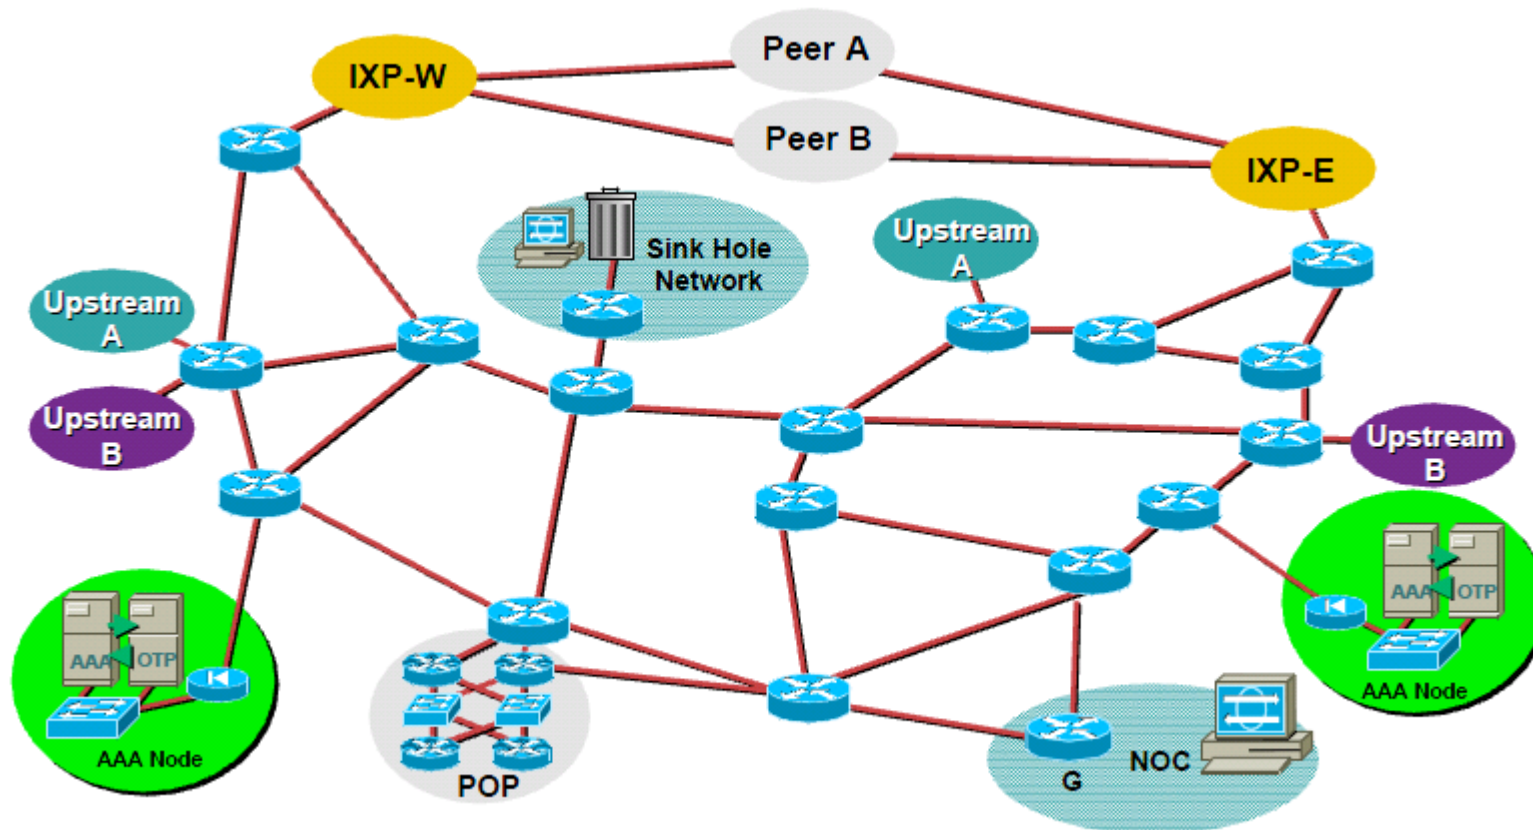 Peer A
IXP-W
Peer B
IXP-E
Upstream
A
Sink Hole
Network
Upstream
A
Upstream
B
Upstream
B
AAA
OTP
AAA Node
AAA
OTP
AAA Node
POP
NOC
G